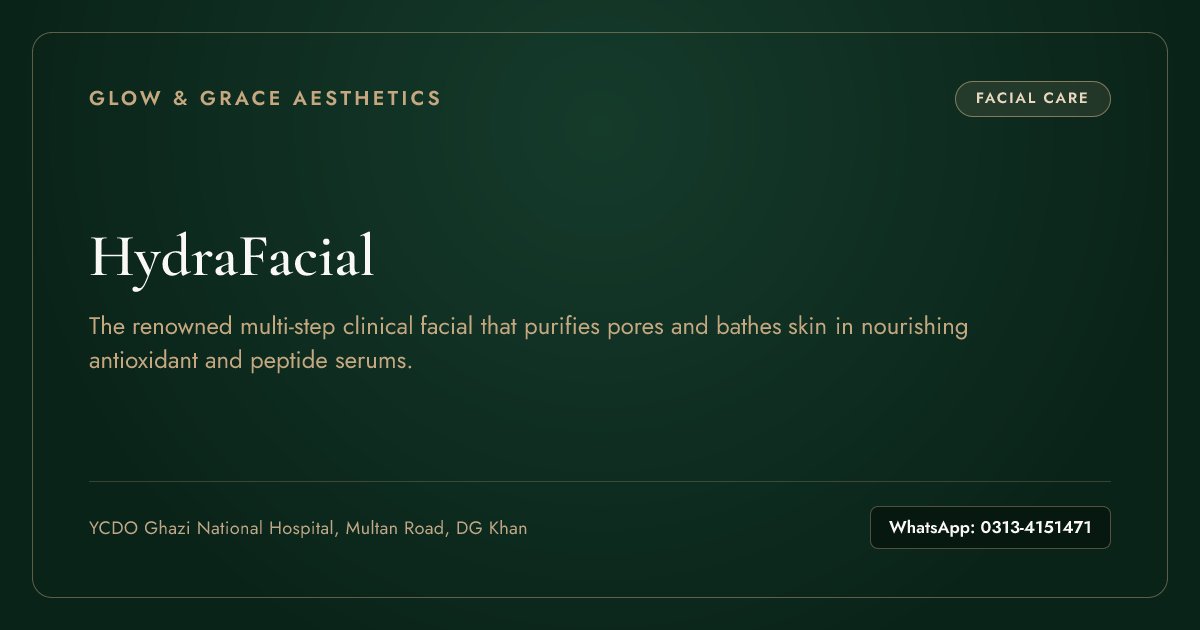 GLOW & GRACE AESTHETICS
FACIAL CARE
HydraFacial
The renowned multi-step clinical facial that purifies pores and bathes skin in nourishing
antioxidant and peptide serums.
YCDO Ghazi National Hospital, Multan Road, DG Khan
WhatsApp: 0313-4151471